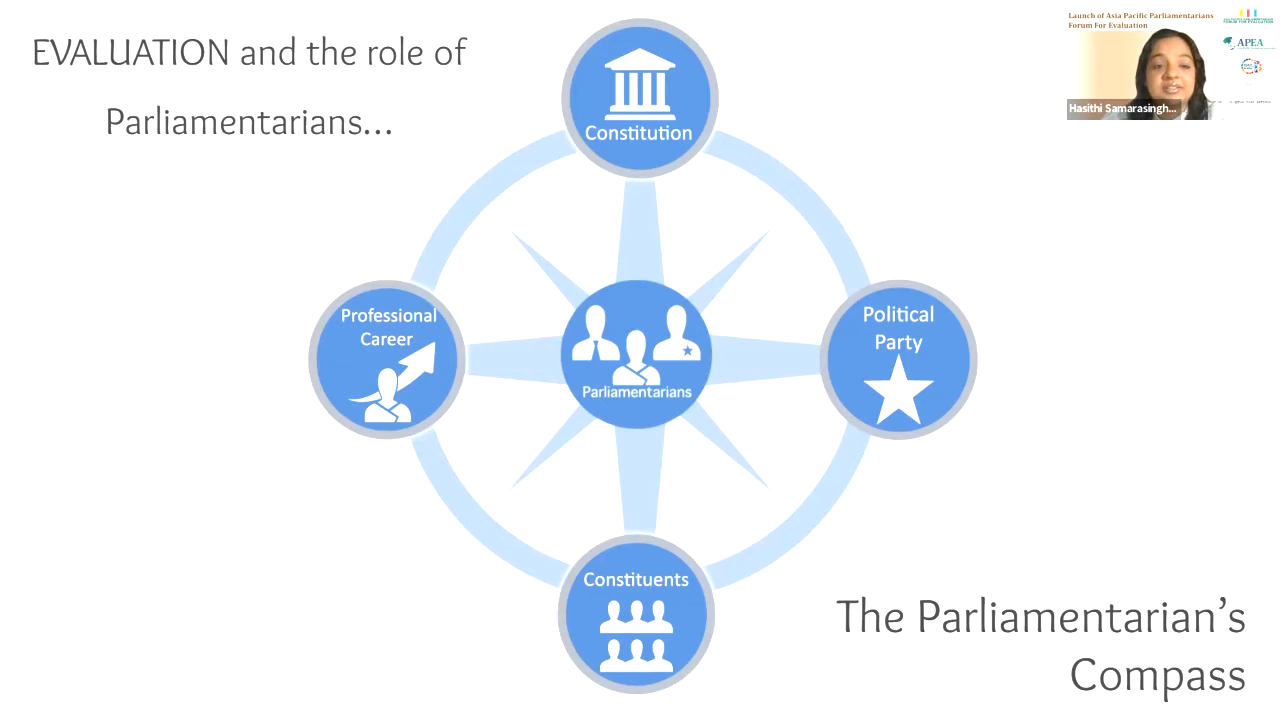 EVALUATION and the role of
Parliamentarians...
Constitution
Professional
Career
Parliamentarians
Political
Party
Constituents
The Parliamentarian's
Compass
Launch of Asia Pacific Parliamentarians
Forum For Evaluation
APEA
Hasithi Samarasingh...